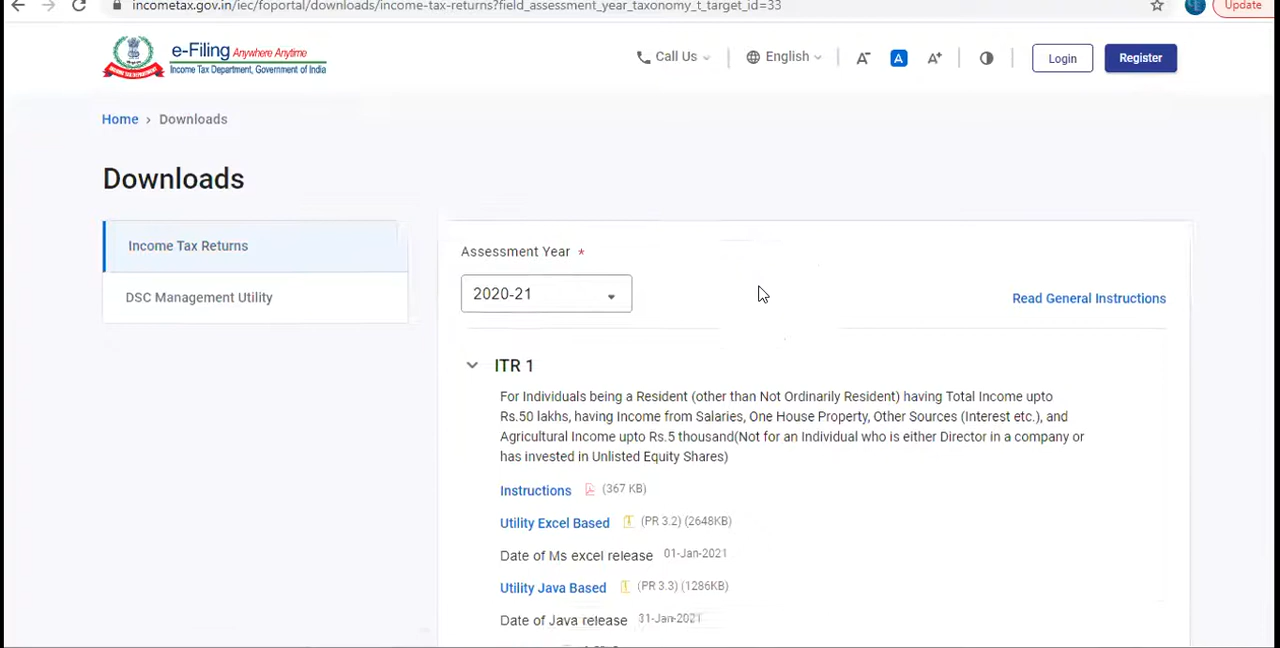 incometax.gov.in/iec/foportal/downloads/income-tax-returns?field_assessment_year_taxonomy_t_target_id=33
Update
e-Filing Anywhere Anytime
Income Tax Department, Government of India
Call Us
English
A-
A
A+
Login
Register
Home > Downloads
Downloads
Income Tax Returns
DSC Management Utility
Assessment Year *
2020-21
Read General Instructions
ITR 1
For Individuals being a Resident (other than Not Ordinarily Resident) having Total Income upto
Rs.50 lakhs, having Income from Salaries, One House Property, Other Sources (Interest etc.), and
Agricultural Income upto Rs.5 thousand(Not for an Individual who is either Director in a company or
has invested in Unlisted Equity Shares)
Instructions (367 KB)
Utility Excel Based (PR 3.2) (2648KB)
Date of Ms excel release 01-Jan-2021
Utility Java Based (PR 3.3) (1286KB)
Date of Java release 31-Jan-2021